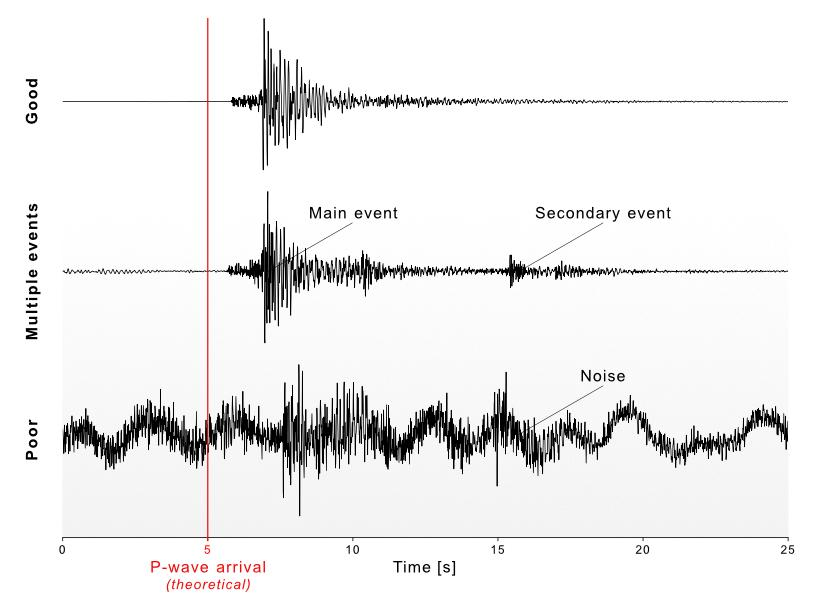 Good
Multiple events
Main event
Secondary event
Poor
Noise
0 5 10 15 20 25
P-wave arrival
(theoretical)
Time [s]